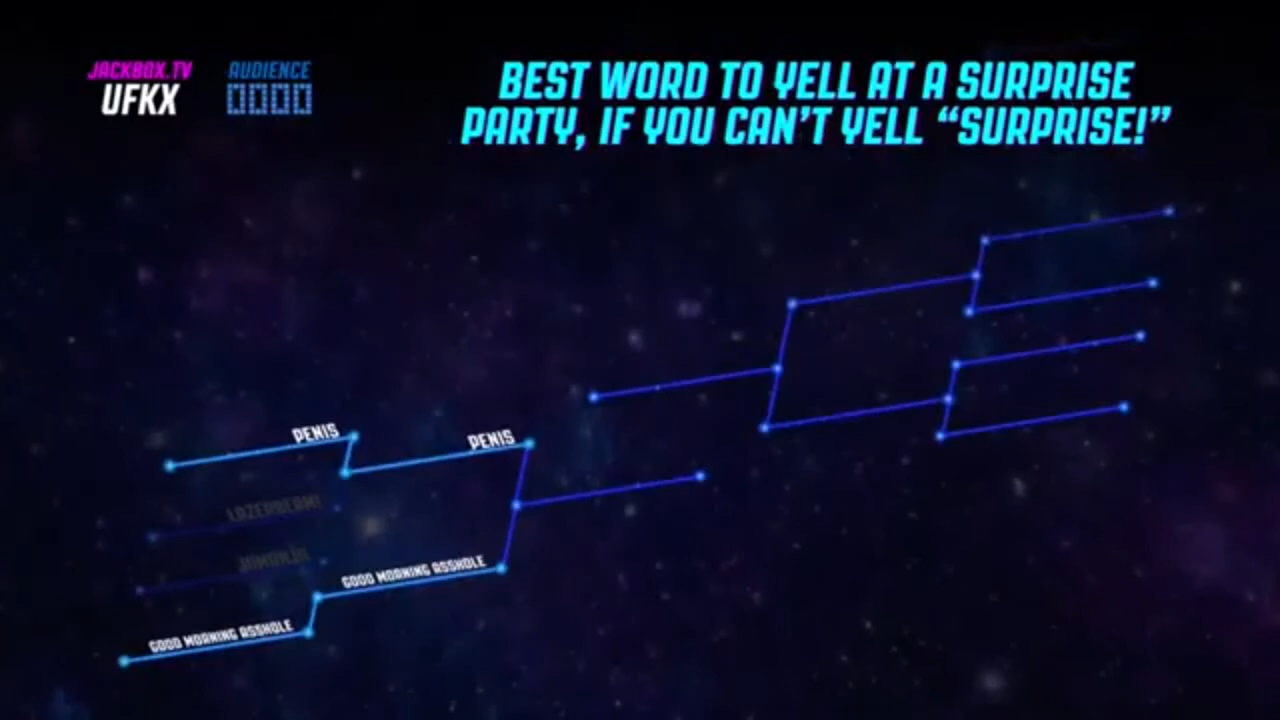 JACKBOX.TV
UFKX
AUDIENCE
BEST WORD TO YELL AT A SURPRISE
PARTY, IF YOU CAN'T YELL “SURPRISE!”
PENIS
PENIS
GOOD MORNING ASSHOLE
GOOD MORNING ASSHOLE